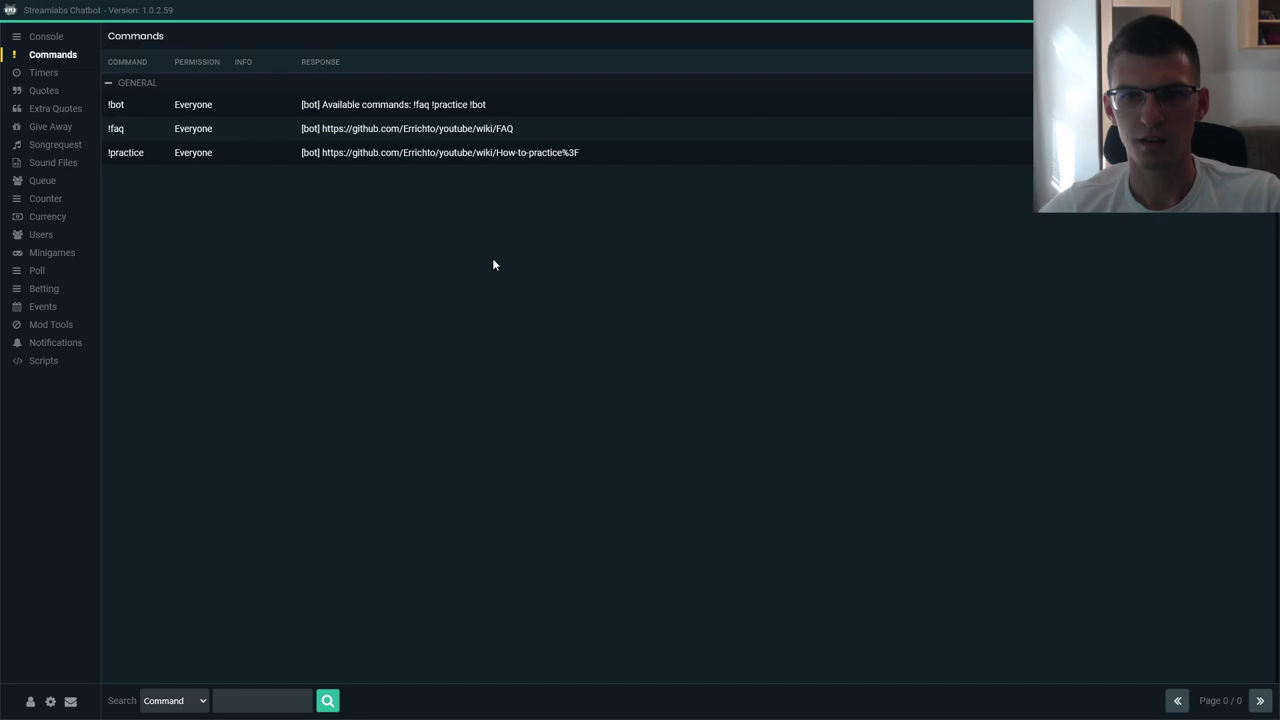 Streamlabs Chatbot - Version: 1.0.2.59
Console
Commands
Timers
Quotes
Extra Quotes
Give Away
Songrequest
Sound Files
Queue
Counter
Currency
Users
Minigames
Poll
Betting
Events
Mod Tools
Notifications
Scripts
Commands
COMMAND PERMISSION INFO RESPONSE
GENERAL
!bot Everyone [bot] Available commands: !faq !practice !bot
!faq Everyone [bot] https://github.com/Errichto/youtube/wiki/FAQ
!practice Everyone [bot] https://github.com/Errichto/youtube/wiki/How-to-practice%3F
Search Command
Page 0 / 0